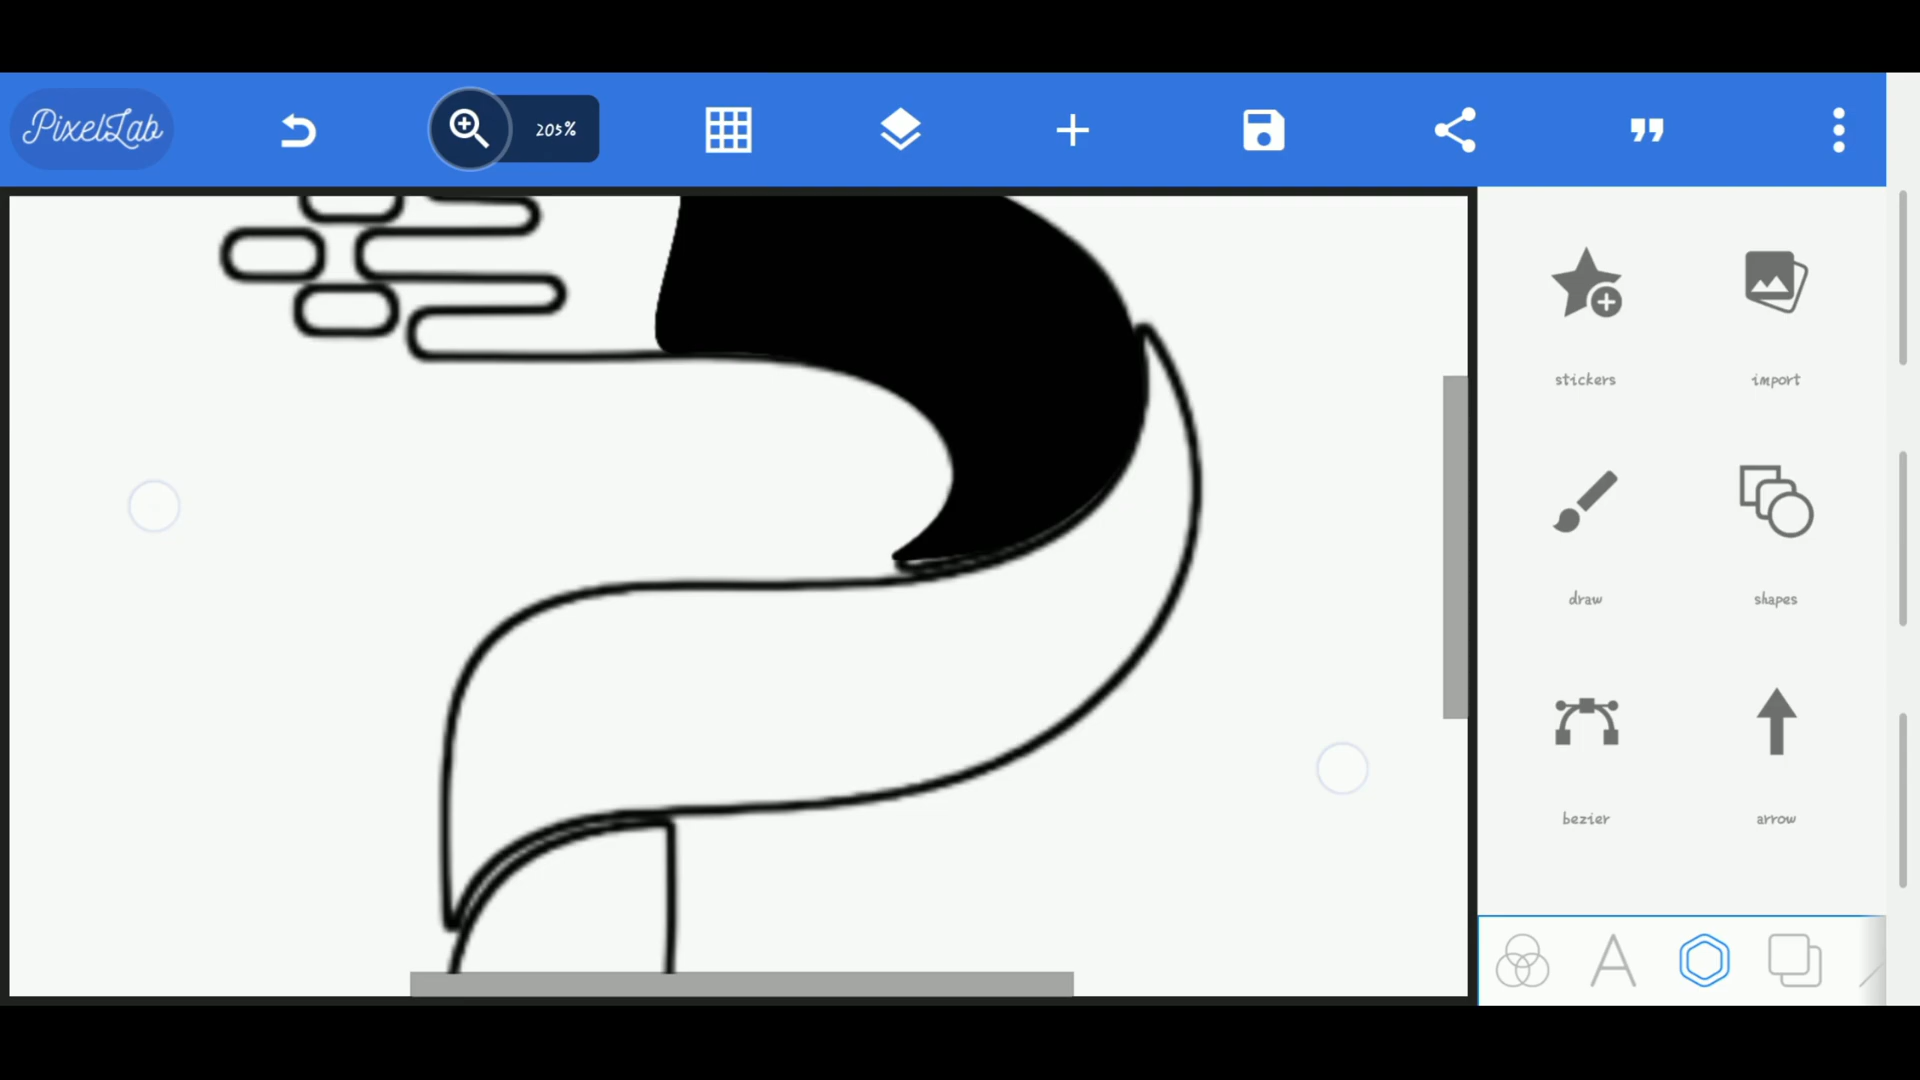 PixelLab
205%
stickers
import
draw
shapes
bezier
arrow